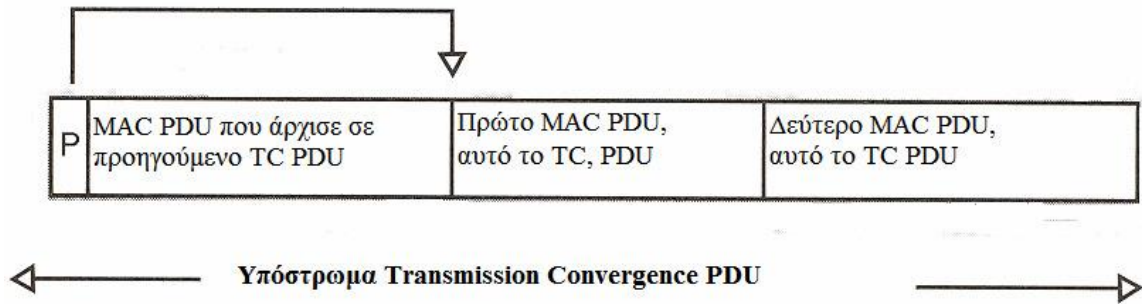 P
MAC PDU που άρχισε σε
προηγούμενο TC PDU
Πρώτο MAC PDU,
αυτό το TC, PDU
Δεύτερο MAC PDU,
αυτό το TC PDU
Υπόστρωμα Transmission Convergence PDU